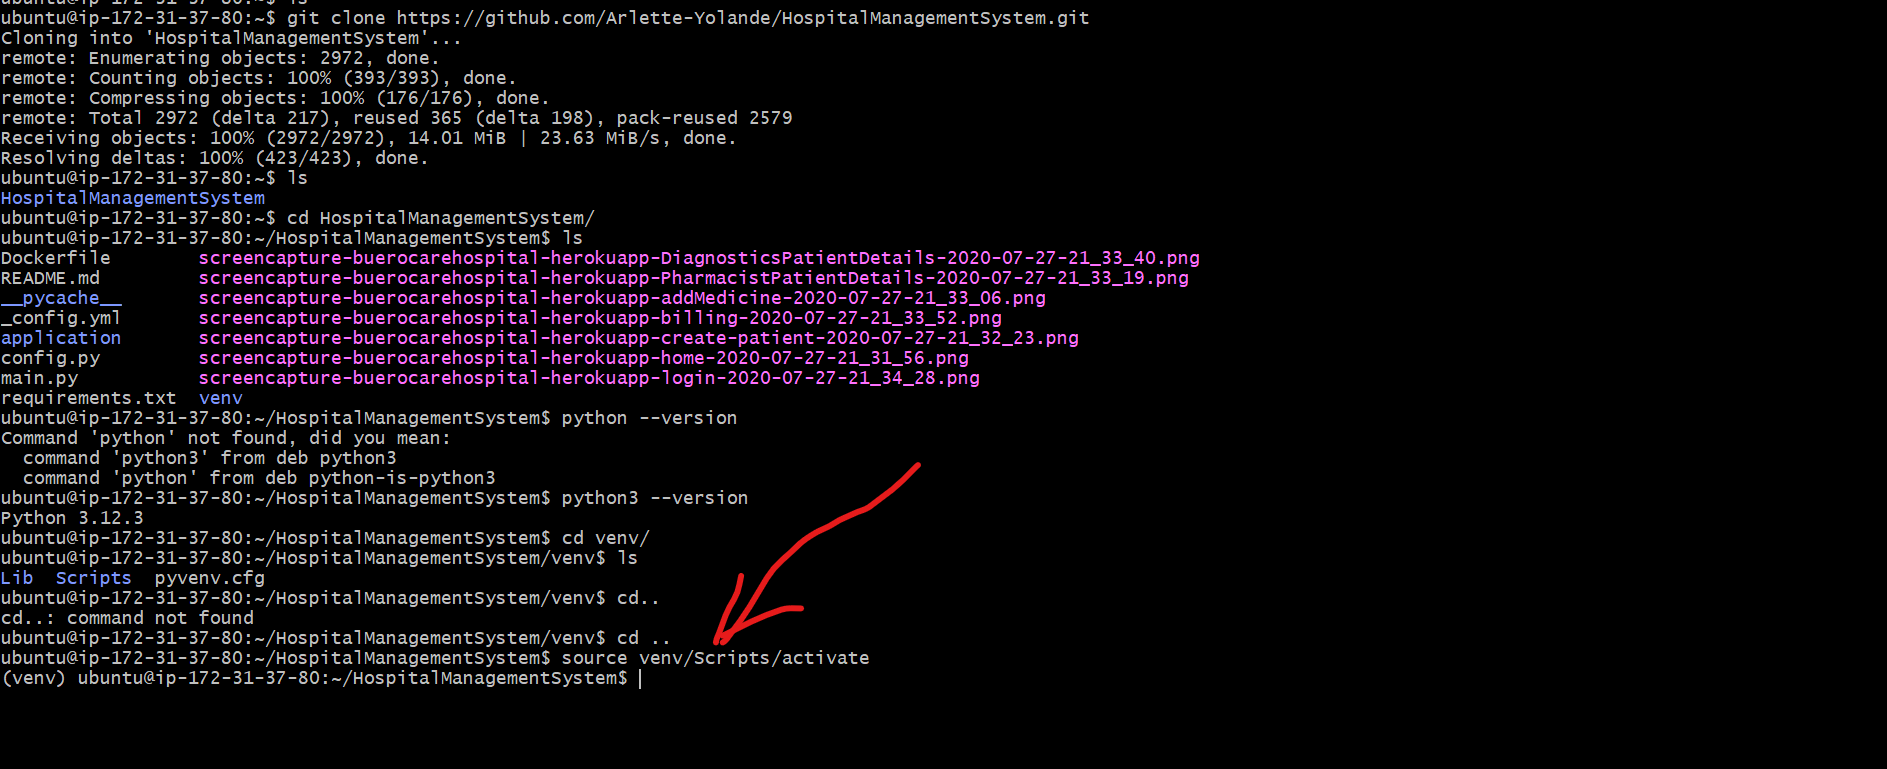 ubuntu@ip-172-31-37-80:~$ ls
ubuntu@ip-172-31-37-80:~$ git clone https://github.com/Arlette-Yolande/HospitalManagementSystem.git
Cloning into 'HospitalManagementSystem'...
remote: Enumerating objects: 2972, done.
remote: Counting objects: 100% (393/393), done.
remote: Compressing objects: 100% (176/176), done.
remote: Total 2972 (delta 217), reused 365 (delta 198), pack-reused 2579
Receiving objects: 100% (2972/2972), 14.01 MiB | 23.63 MiB/s, done.
Resolving deltas: 100% (423/423), done.
ubuntu@ip-172-31-37-80:~$ ls
HospitalManagementSystem
ubuntu@ip-172-31-37-80:~$ cd HospitalManagementSystem/
ubuntu@ip-172-31-37-80:~/HospitalManagementSystem$ ls
Dockerfile screencapture-buerocarehospital-herokuapp-DiagnosticsPatientDetails-2020-07-27-21_33_40.png
README.md screencapture-buerocarehospital-herokuapp-PharmacistPatientDetails-2020-07-27-21_33_19.png
__pycache__ screencapture-buerocarehospital-herokuapp-addMedicine-2020-07-27-21_33_06.png
_config.yml screencapture-buerocarehospital-herokuapp-billing-2020-07-27-21_33_52.png
application screencapture-buerocarehospital-herokuapp-create-patient-2020-07-27-21_32_23.png
config.py screencapture-buerocarehospital-herokuapp-home-2020-07-27-21_31_56.png
main.py screencapture-buerocarehospital-herokuapp-login-2020-07-27-21_34_28.png
requirements.txt venv
ubuntu@ip-172-31-37-80:~/HospitalManagementSystem$ python --version
Command 'python' not found, did you mean:
  command 'python3' from deb python3
  command 'python' from deb python-is-python3
ubuntu@ip-172-31-37-80:~/HospitalManagementSystem$ python3 --version
Python 3.12.3
ubuntu@ip-172-31-37-80:~/HospitalManagementSystem$ cd venv/
ubuntu@ip-172-31-37-80:~/HospitalManagementSystem/venv$ ls
Lib Scripts pyvenv.cfg
ubuntu@ip-172-31-37-80:~/HospitalManagementSystem/venv$ cd..
cd..: command not found
ubuntu@ip-172-31-37-80:~/HospitalManagementSystem/venv$ cd ..
ubuntu@ip-172-31-37-80:~/HospitalManagementSystem$ source venv/Scripts/activate
(venv) ubuntu@ip-172-31-37-80:~/HospitalManagementSystem$